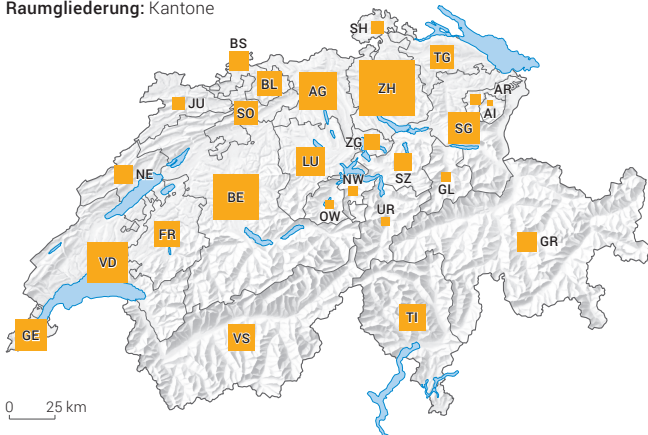 Raumgliederung: Kantone
SH
BS
TG
BL
JU
AG
ZH
AR
SO
AI
SG
ZG
LU
SZ
NE
NW
GL
BE
OW
UR
FR
GR
VD
TI
GE
VS
0 25 km